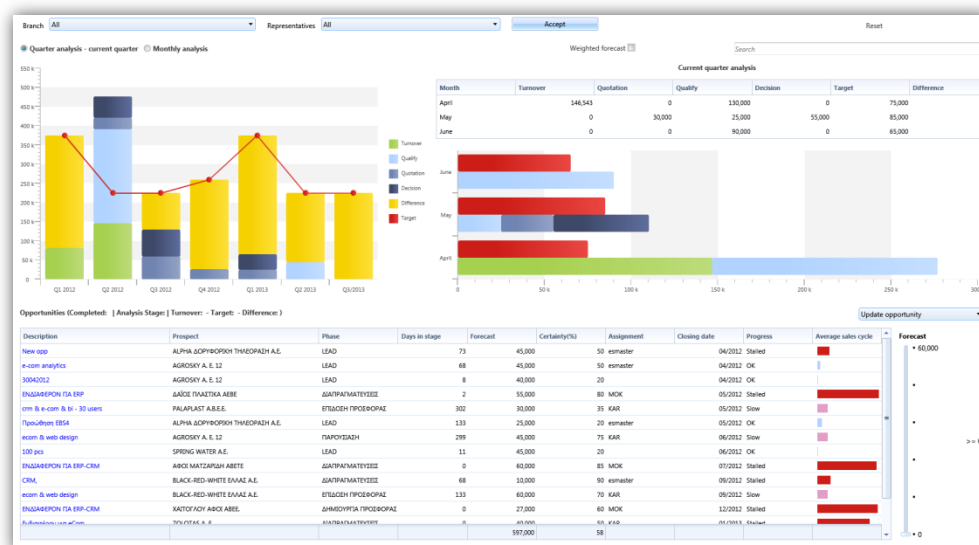 Branch All Representatives All Accept Reset
Quarter analysis - current quarter Monthly analysis Weighted forecast Search
550 k
500 k
450 k
400 k
350 k
300 k
250 k
200 k
150 k
100 k
50 k
0
Q1 2012 Q2 2012 Q3 2012 Q4 2012 Q1 2013 Q2 2013 Q3/2013
Turnover
Qualify
Quotation
Decision
Difference
Target
Current quarter analysis
Month Turnover Quotation Qualify Decision Target Difference
April 146,543 0 130,000 0 75,000
May 0 30,000 25,000 55,000 85,000
June 0 0 90,000 0 65,000
June
May
April
0 50 k 100 k 150 k 200 k 250 k
Opportunities (Completed: | Analysis Stage: | Turnover: - Target: - Difference: ) Update opportunity
Description Prospect Phase Days in stage Forecast Certainty(%) Assignment Closing date Progress Average sales cycle Forecast
New opp ALPHA ΔΟΡΥΦΟΡΙΚΗ ΤΗΛΕΟΡΑΣΗ Α.Ε. LEAD 73 45,000 50 esmaster 04/2012 Stalled
e-com analytics AGROSKY A. E. 12 LEAD 68 45,000 50 esmaster 04/2012 OK
30042012 AGROSKY A. E. 12 LEAD 8 40,000 20 04/2012 OK
ΕΝΔΙΑΦΕΡΟΝ ΓΙΑ ERP ΔΑΪΟΣ ΠΛΑΣΤΙΚΑ ΑΕΒΕ ΔΙΑΠΡΑΓΜΑΤΕΥΣΕΙΣ 2 55,000 80 ΜΟΚ 05/2012 Stalled
crm & e-com & bi - 30 users PALAPLAST Α.Β.Ε.Ε. ΕΠΙΔΟΣΗ ΠΡΟΣΦΟΡΑΣ 302 30,000 35 KAR 05/2012 Slow
Προώθηση EBS4 ALPHA ΔΟΡΥΦΟΡΙΚΗ ΤΗΛΕΟΡΑΣΗ Α.Ε. LEAD 133 25,000 20 esmaster 05/2012 OK
ecom & web design AGROSKY A. E. 12 ΠΑΡΟΥΣΙΑΣΗ 299 45,000 75 KAR 06/2012 Slow
100 pcs SPRING WATER Α.Ε. LEAD 11 45,000 20 06/2012 OK
ΕΝΔΙΑΦΕΡΟΝ ΓΙΑ ERP-CRM ΑΦΟΙ ΜΑΤΖΑΡΙΔΗ ΑΒΕΤΕ ΔΙΑΠΡΑΓΜΑΤΕΥΣΕΙΣ 0 60,000 85 ΜΟΚ 07/2012 Stalled
CRM, BLACK-RED-WHITE ΕΛΛΑΣ Α.Ε. ΔΙΑΠΡΑΓΜΑΤΕΥΣΕΙΣ 68 10,000 90 esmaster 09/2012 Stalled
ecom & web design BLACK-RED-WHITE ΕΛΛΑΣ Α.Ε. ΕΠΙΔΟΣΗ ΠΡΟΣΦΟΡΑΣ 133 60,000 70 KAR 09/2012 Slow
ΕΝΔΙΑΦΕΡΟΝ ΓΙΑ ERP-CRM ΧΑΙΤΟΓΛΟΥ ΑΦΟΙ ΑΒΕΕ. ΔΗΜΙΟΥΡΓΙΑ ΠΡΟΣΦΟΡΑΣ 0 27,000 60 ΜΟΚ 12/2012 Stalled
597,000 58
60,000
0